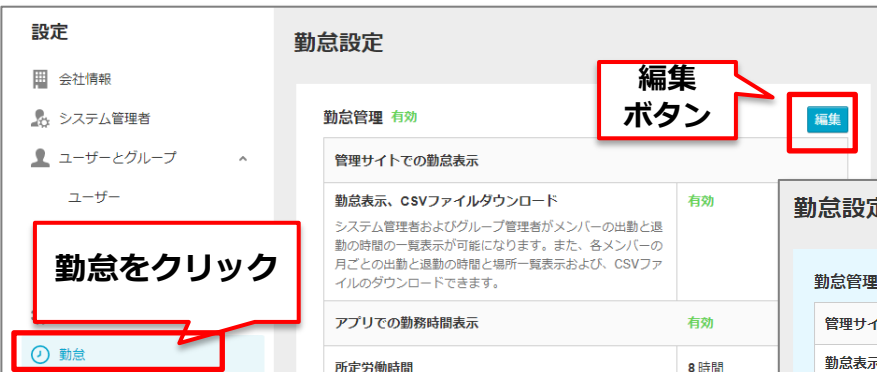 設定
会社情報
システム管理者
ユーザーとグループ
ユーザー
勤怠をクリック
勤怠
勤怠設定
編集
ボタン
勤怠管理 有効
編集
管理サイトでの勤怠表示
勤怠表示、CSVファイルダウンロード 有効
システム管理者およびグループ管理者がメンバーの出勤と退
勤の時間の一覧表示が可能になります。また、各メンバーの
月ごとの出勤と退勤の時間と場所一覧表示および、CSVファ
イルのダウンロードできます。
アプリでの勤務時間表示 有効
所定労働時間 8 時間
勤怠設定
勤怠管理
管理サイ
勤怠表示